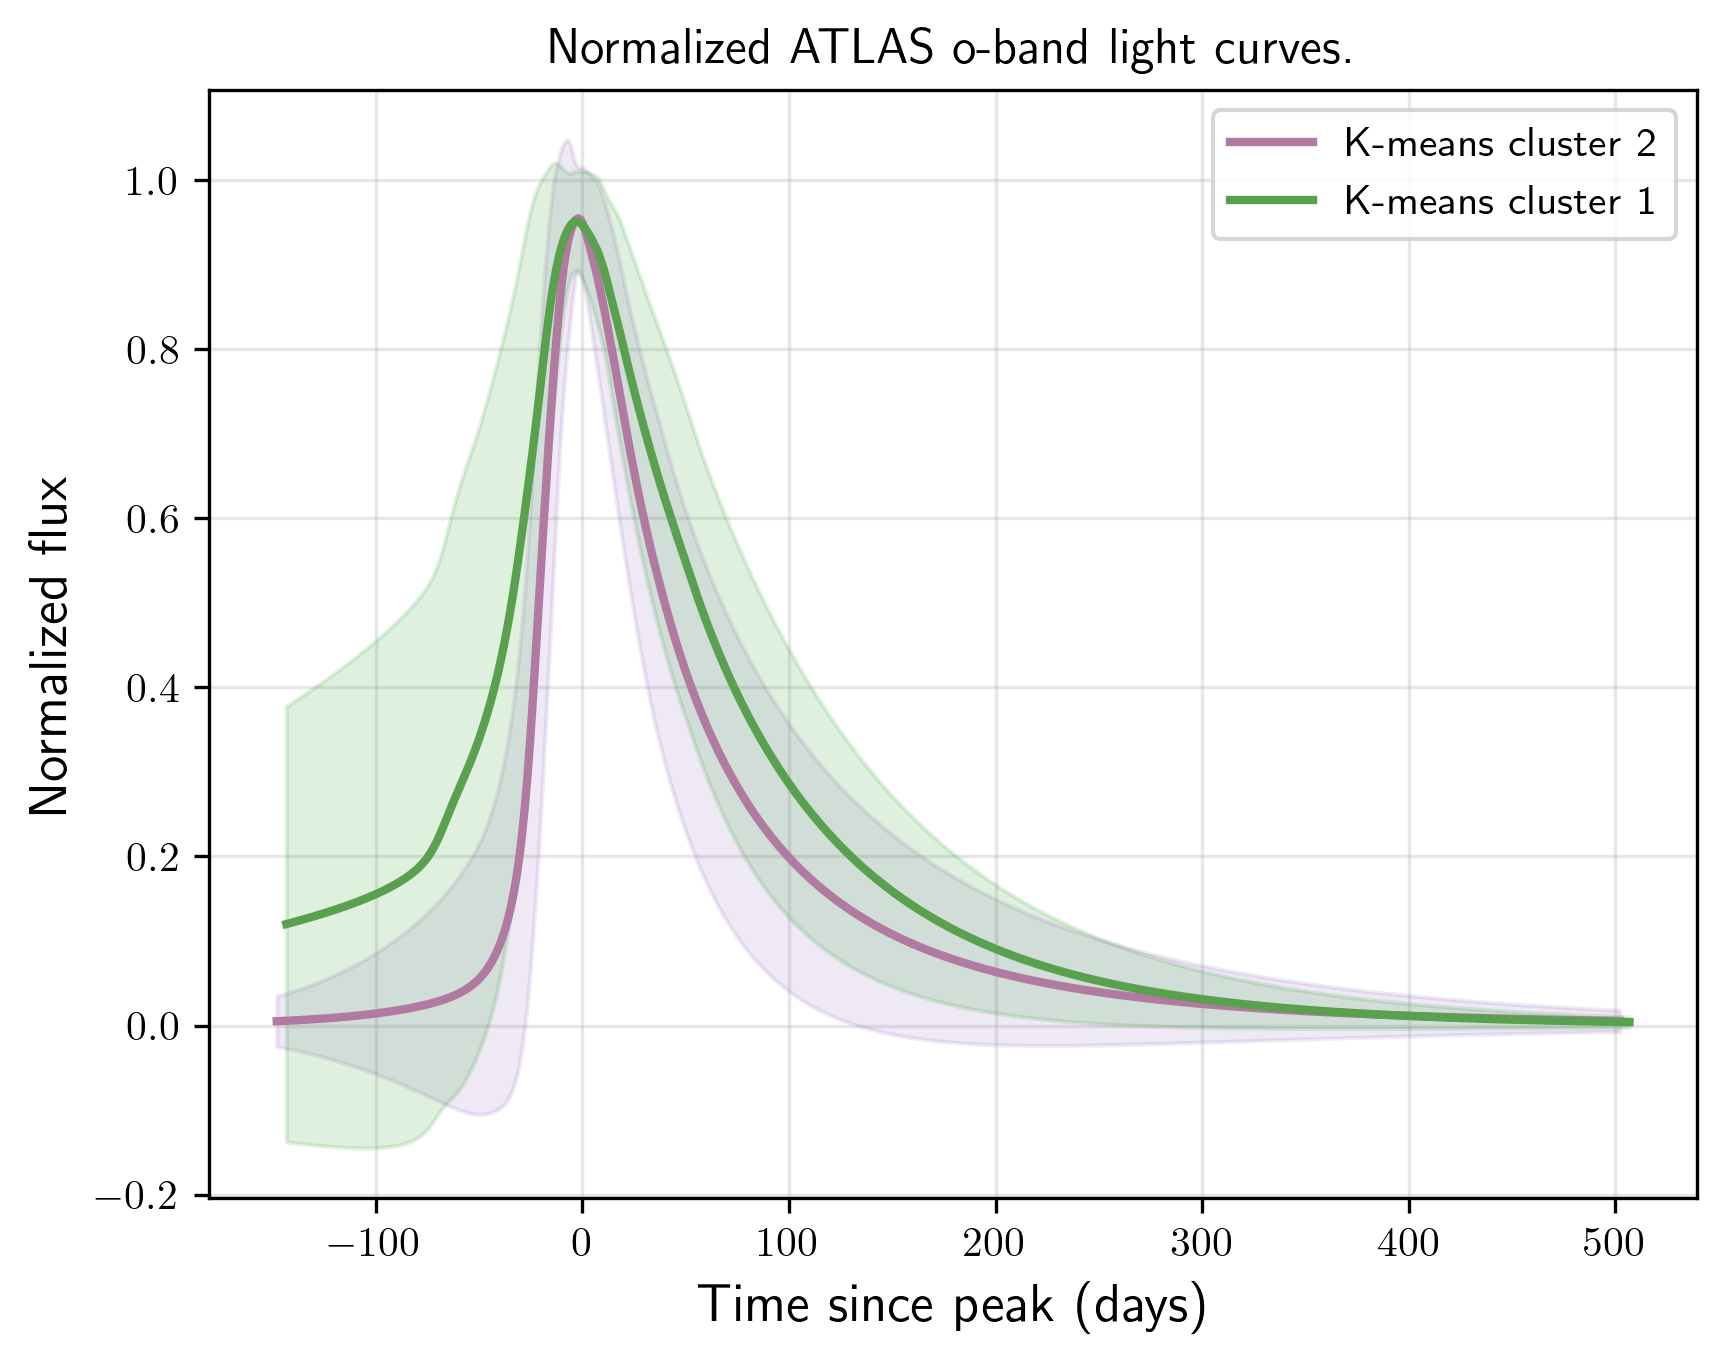 Normalized ATLAS o-band light curves.
K-means cluster 2
K-means cluster 1
Normalized flux
1.0
0.8
0.6
0.4
0.2
0.0
−0.2
−100 0 100 200 300 400 500
Time since peak (days)